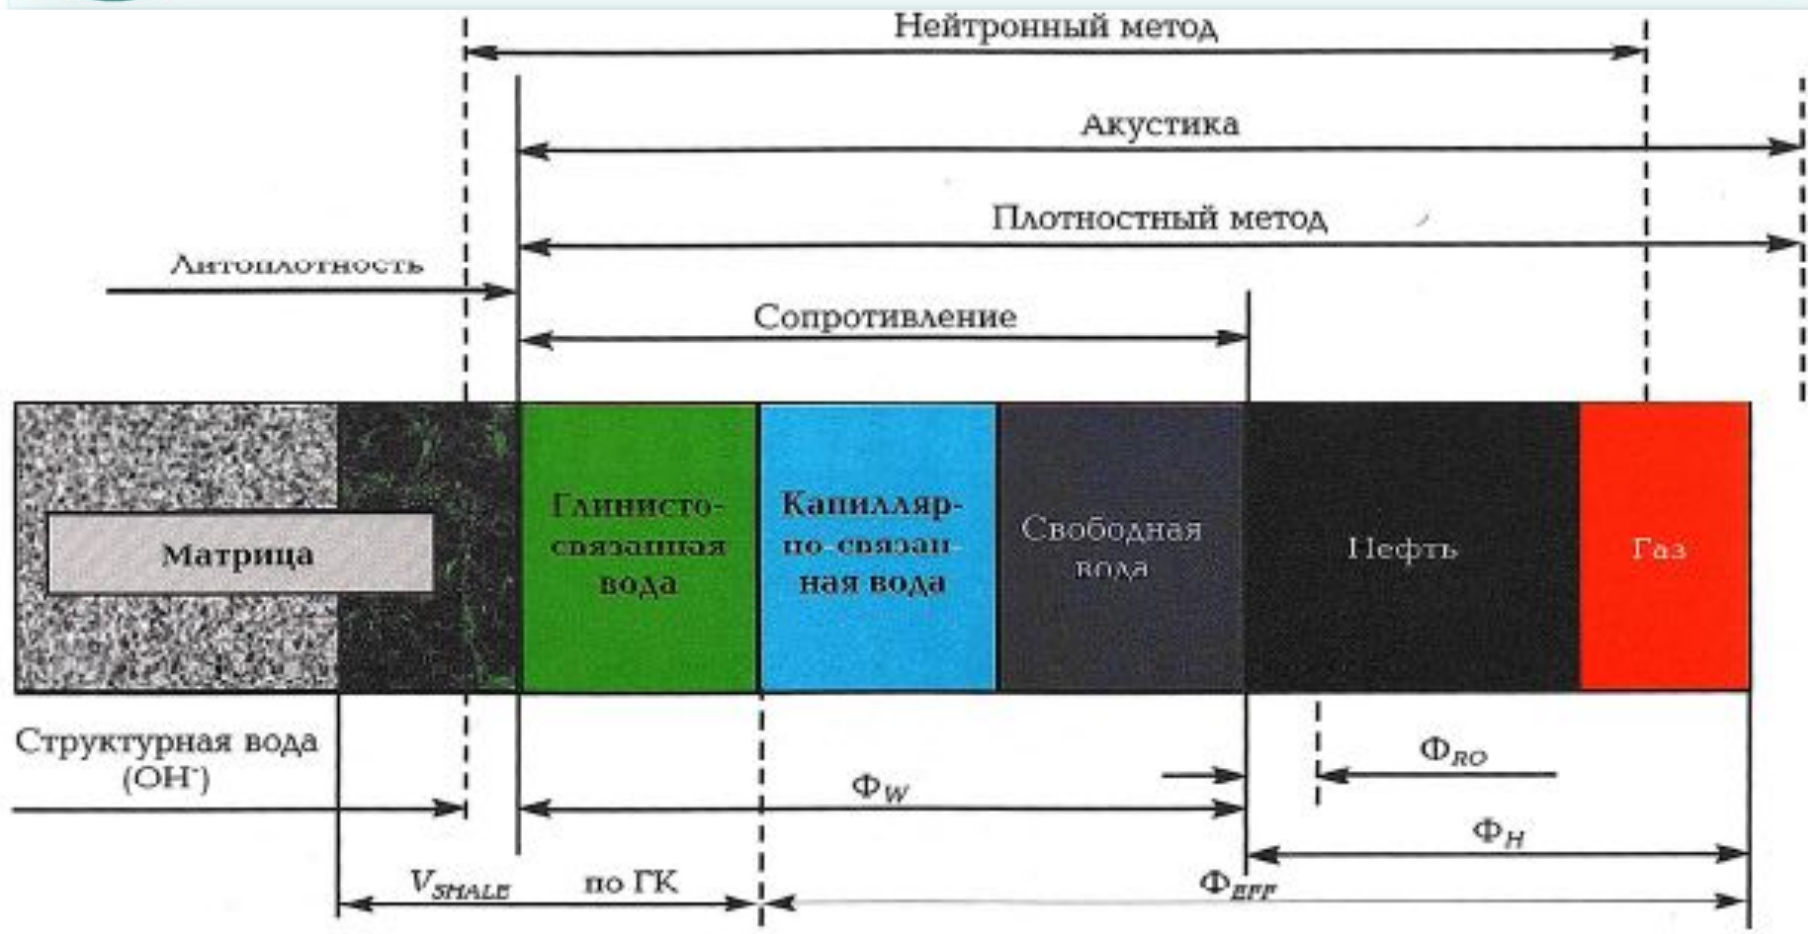 Нейтронный метод
Акустика
Плотностный метод
Литоплотность
Сопротивление
Матрица
Глинисто-
связанная
вода
Капилляр-
но-связан-
ная вода
Свободная
вода
Нефть
Газ
Структурная вода
(OH⁻)
Φ_RO
Φ_W
Φ_H
V_SHALE по ГК
Φ_EFF